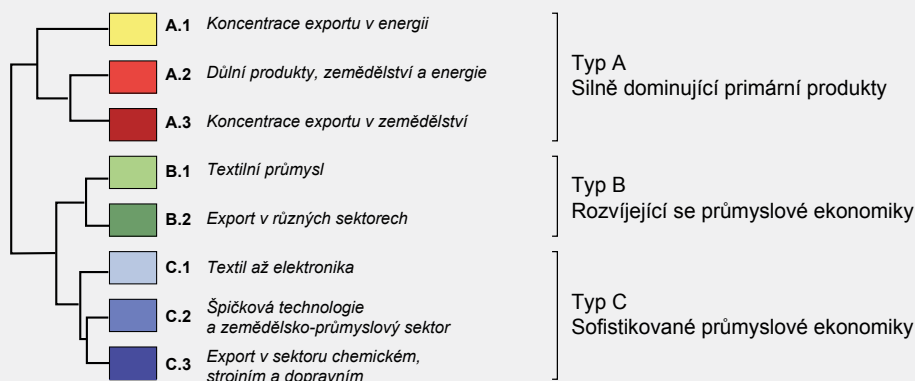 A.1 Koncentrace exportu v energii
A.2 Důlní produkty, zemědělství a energie
A.3 Koncentrace exportu v zemědělství
Typ A
Silně dominující primární produkty
B.1 Textilní průmysl
B.2 Export v různých sektorech
Typ B
Rozvíjející se průmyslové ekonomiky
C.1 Textil až elektronika
C.2 Špičková technologie
a zemědělsko-průmyslový sektor
C.3 Export v sektoru chemickém,
strojním a dopravním
Typ C
Sofistikované průmyslové ekonomiky